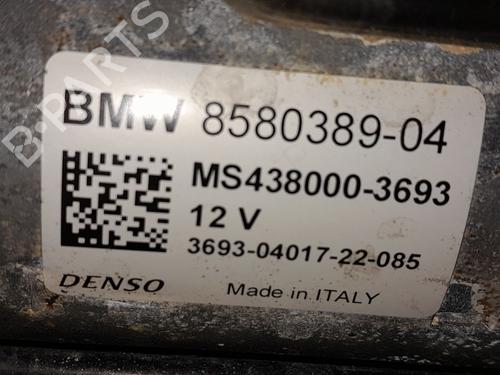 B-PARTS
BMW 8580389-04
MS438000-3693
12 V
3693-04017-22-085
DENSO Made in ITALY